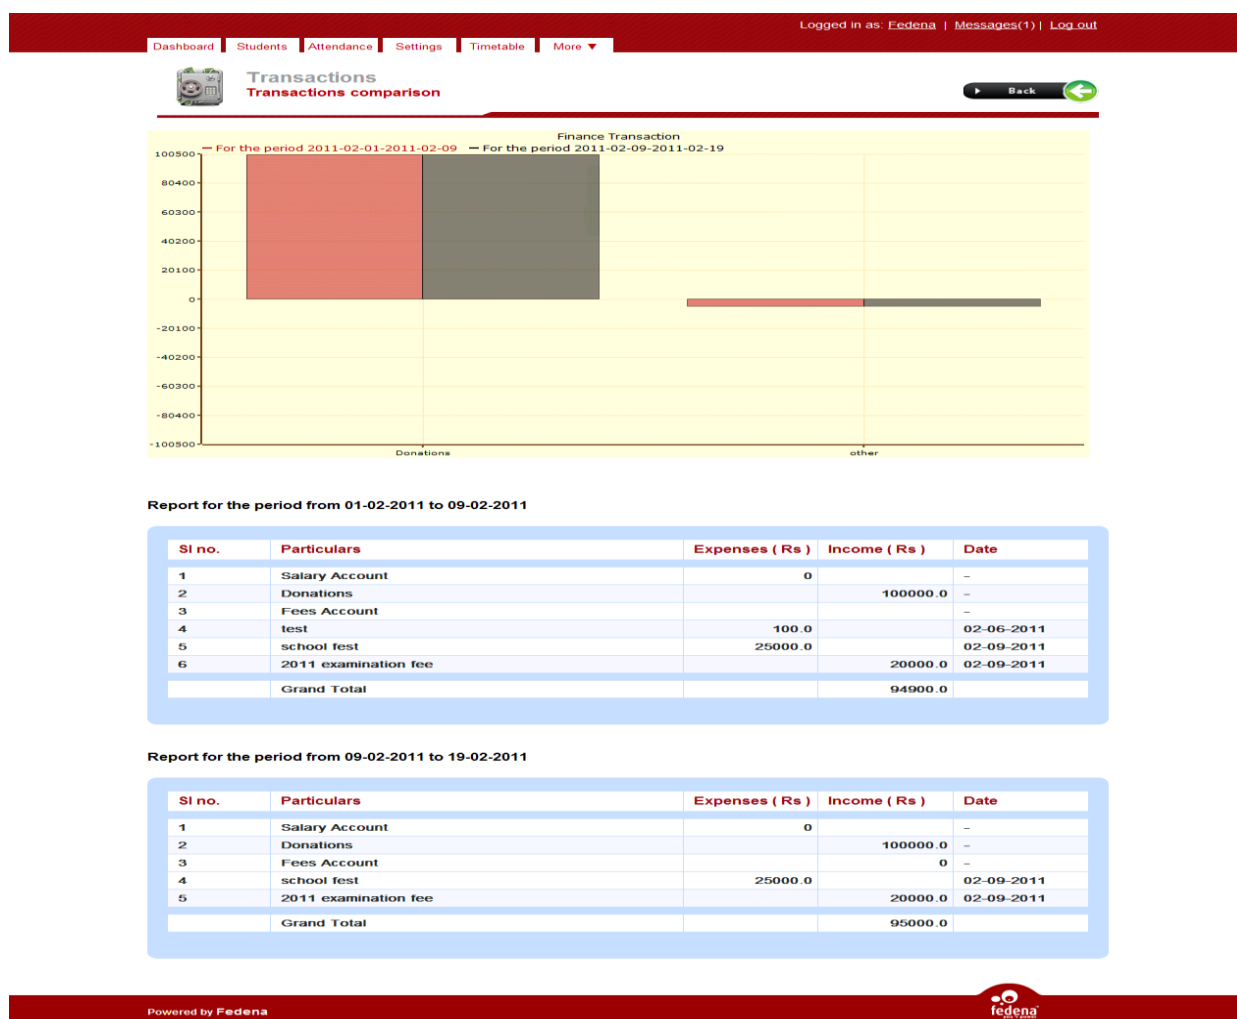 Logged in as: Fedena | Messages(1) | Log out
Dashboard Students Attendance Settings Timetable More ▼
Transactions
Transactions comparison
Back
Finance Transaction
For the period 2011-02-01-2011-02-09 For the period 2011-02-09-2011-02-19
100500
80400
60300
40200
20100
0
-20100
-40200
-60300
-80400
-100500
Donations other
Report for the period from 01-02-2011 to 09-02-2011
Sl no. Particulars Expenses ( Rs ) Income ( Rs ) Date
1 Salary Account 0 –
2 Donations 100000.0 –
3 Fees Account –
4 test 100.0 02-06-2011
5 school fest 25000.0 02-09-2011
6 2011 examination fee 20000.0 02-09-2011
Grand Total 94900.0
Report for the period from 09-02-2011 to 19-02-2011
Sl no. Particulars Expenses ( Rs ) Income ( Rs ) Date
1 Salary Account 0 –
2 Donations 100000.0 –
3 Fees Account 0 –
4 school fest 25000.0 02-09-2011
5 2011 examination fee 20000.0 02-09-2011
Grand Total 95000.0
Powered by Fedena
fedena